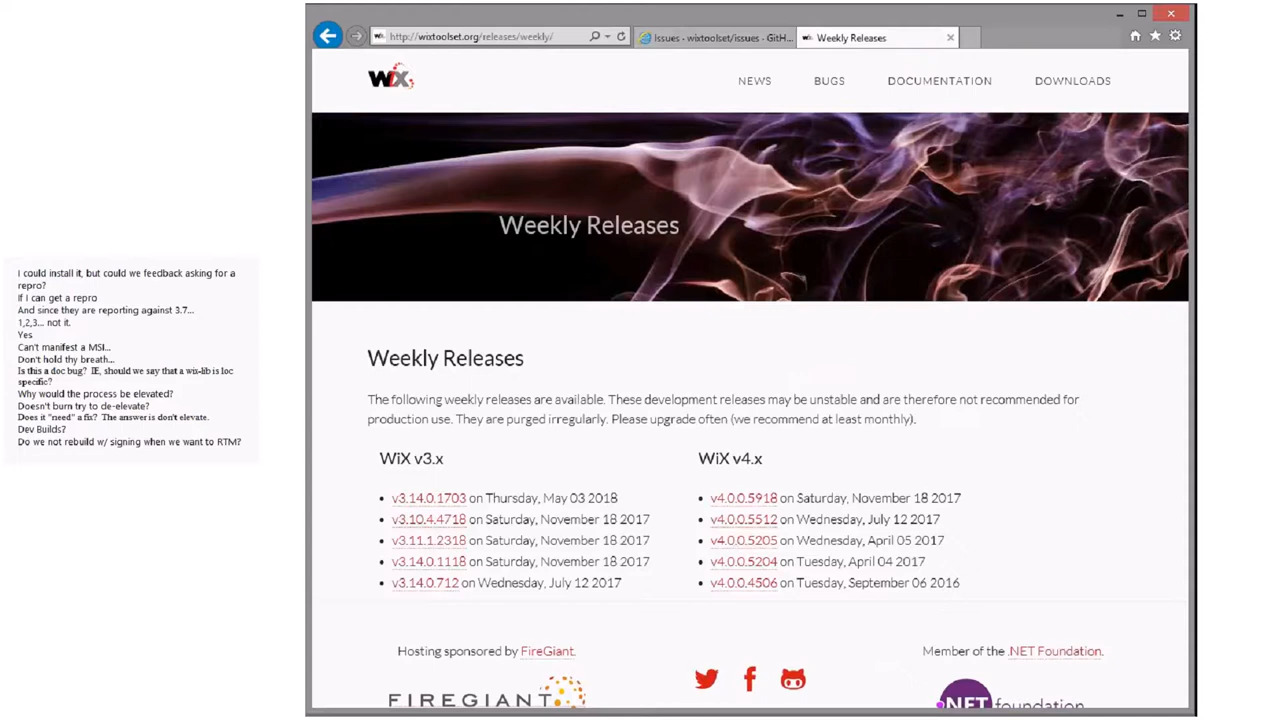 I could install it, but could we feedback asking for a
repro?
If I can get a repro
And since they are reporting against 3.7...
1,2,3... not it.
Yes
Can't manifest a MSI...
Don't hold thy breath...
Is this a doc bug? IE, should we say that a wix-lib is loc
specific?
Why would the process be elevated?
Doesn't burn try to de-elevate?
Does it "need" a fix? The answer is don't elevate.
Dev Builds?
Do we not rebuild w/ signing when we want to RTM?
http://wixtoolset.org/releases/weekly/
Issues - wixtoolset/issues - GitH...
Weekly Releases
WiX
NEWS BUGS DOCUMENTATION DOWNLOADS
Weekly Releases
Weekly Releases
The following weekly releases are available. These development releases may be unstable and are therefore not recommended for
production use. They are purged irregularly. Please upgrade often (we recommend at least monthly).
WiX v3.x
v3.14.0.1703 on Thursday, May 03 2018
v3.10.4.4718 on Saturday, November 18 2017
v3.11.1.2318 on Saturday, November 18 2017
v3.14.0.1118 on Saturday, November 18 2017
v3.14.0.712 on Wednesday, July 12 2017
WiX v4.x
v4.0.0.5918 on Saturday, November 18 2017
v4.0.0.5512 on Wednesday, July 12 2017
v4.0.0.5205 on Wednesday, April 05 2017
v4.0.0.5204 on Tuesday, April 04 2017
v4.0.0.4506 on Tuesday, September 06 2016
Hosting sponsored by FireGiant.
FIREGIANT
Member of the .NET Foundation.
.NET foundation